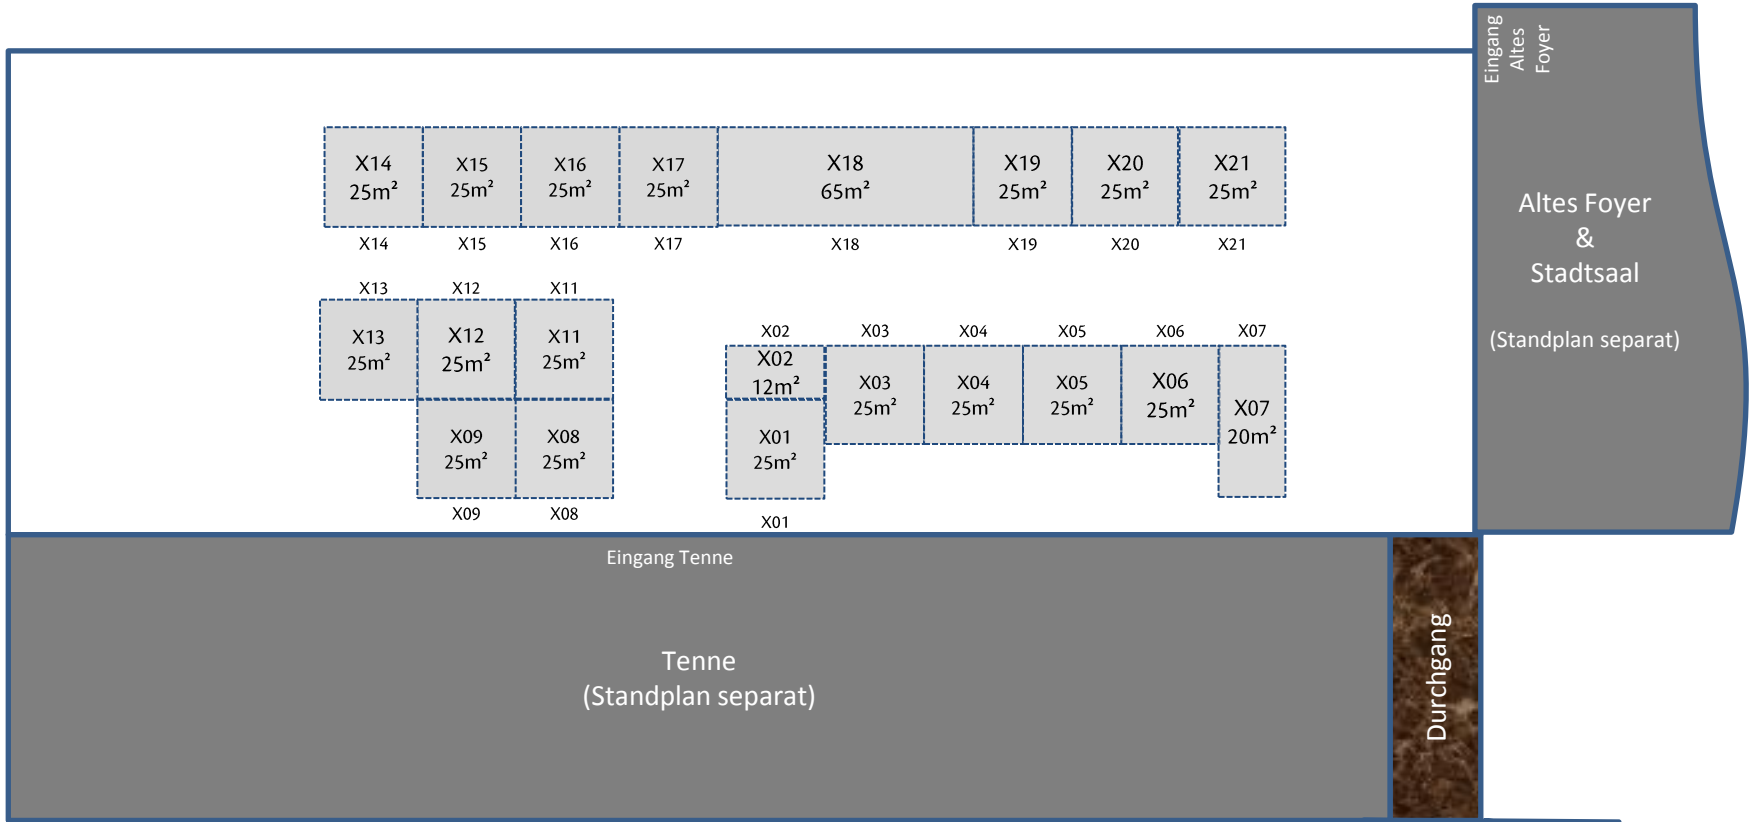 Eingang
Altes
Foyer
X14
25m²
X15
25m²
X16
25m²
X17
25m²
X18
65m²
X19
25m²
X20
25m²
X21
25m²
X14
X15
X16
X17
X18
X19
X20
X21
Altes Foyer
&
Stadtsaal
(Standplan separat)
X13
X12
X11
X13
25m²
X12
25m²
X11
25m²
X09
25m²
X08
25m²
X09
X08
X02
X03
X04
X05
X06
X07
X02
12m²
X03
25m²
X04
25m²
X05
25m²
X06
25m²
X07
20m²
X01
25m²
X01
Eingang Tenne
Tenne
(Standplan separat)
Durchgang